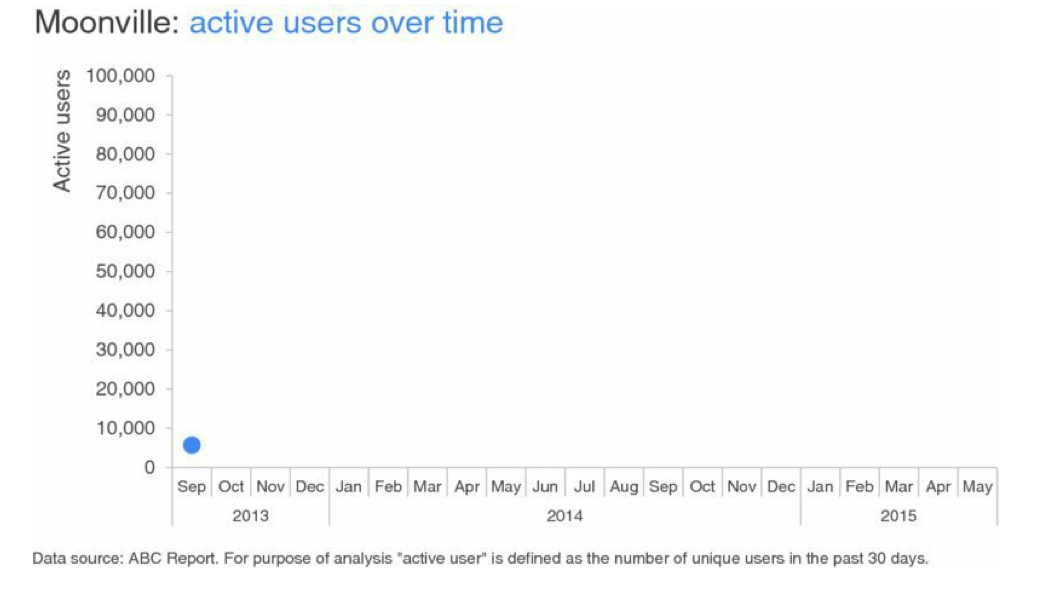 Moonville: active users over time
Active users
100,000
90,000
80,000
70,000
60,000
50,000
40,000
30,000
20,000
10,000
0
Sep Oct Nov Dec Jan Feb Mar Apr May Jun Jul Aug Sep Oct Nov Dec Jan Feb Mar Apr May
2013 2014 2015
Data source: ABC Report. For purpose of analysis "active user" is defined as the number of unique users in the past 30 days.